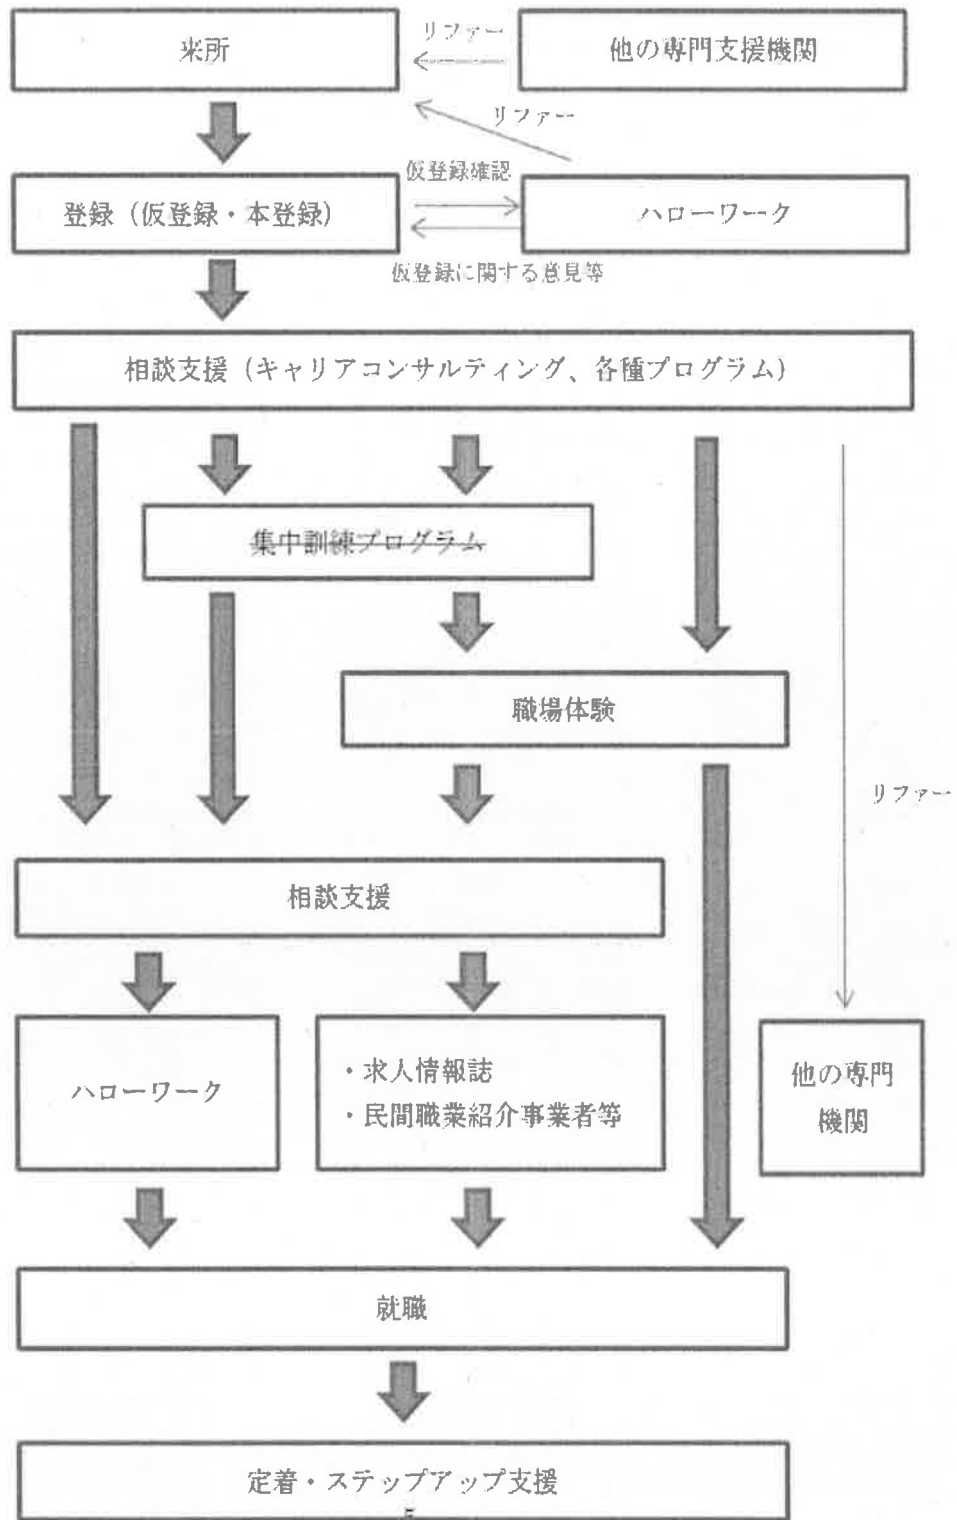 来所
リファー
他の専門支援機関
リファー
仮登録確認
登録（仮登録・本登録）
ハローワーク
仮登録に関する意見等
相談支援（キャリアコンサルティング、各種プログラム）
集中訓練プログラム
職場体験
リファー
相談支援
ハローワーク
・求人情報誌
・民間職業紹介事業者等
他の専門
機関
就職
定着・ステップアップ支援
5